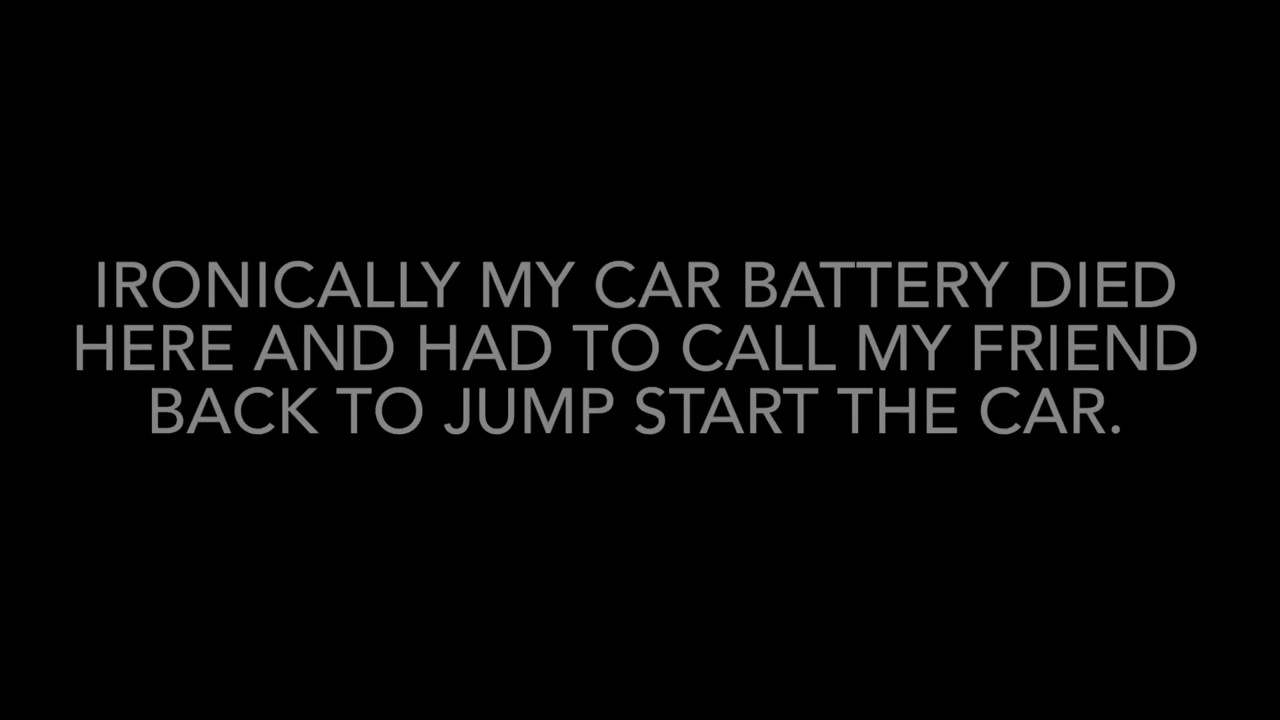 IRONICALLY MY CAR BATTERY DIED
HERE AND HAD TO CALL MY FRIEND
BACK TO JUMP START THE CAR.